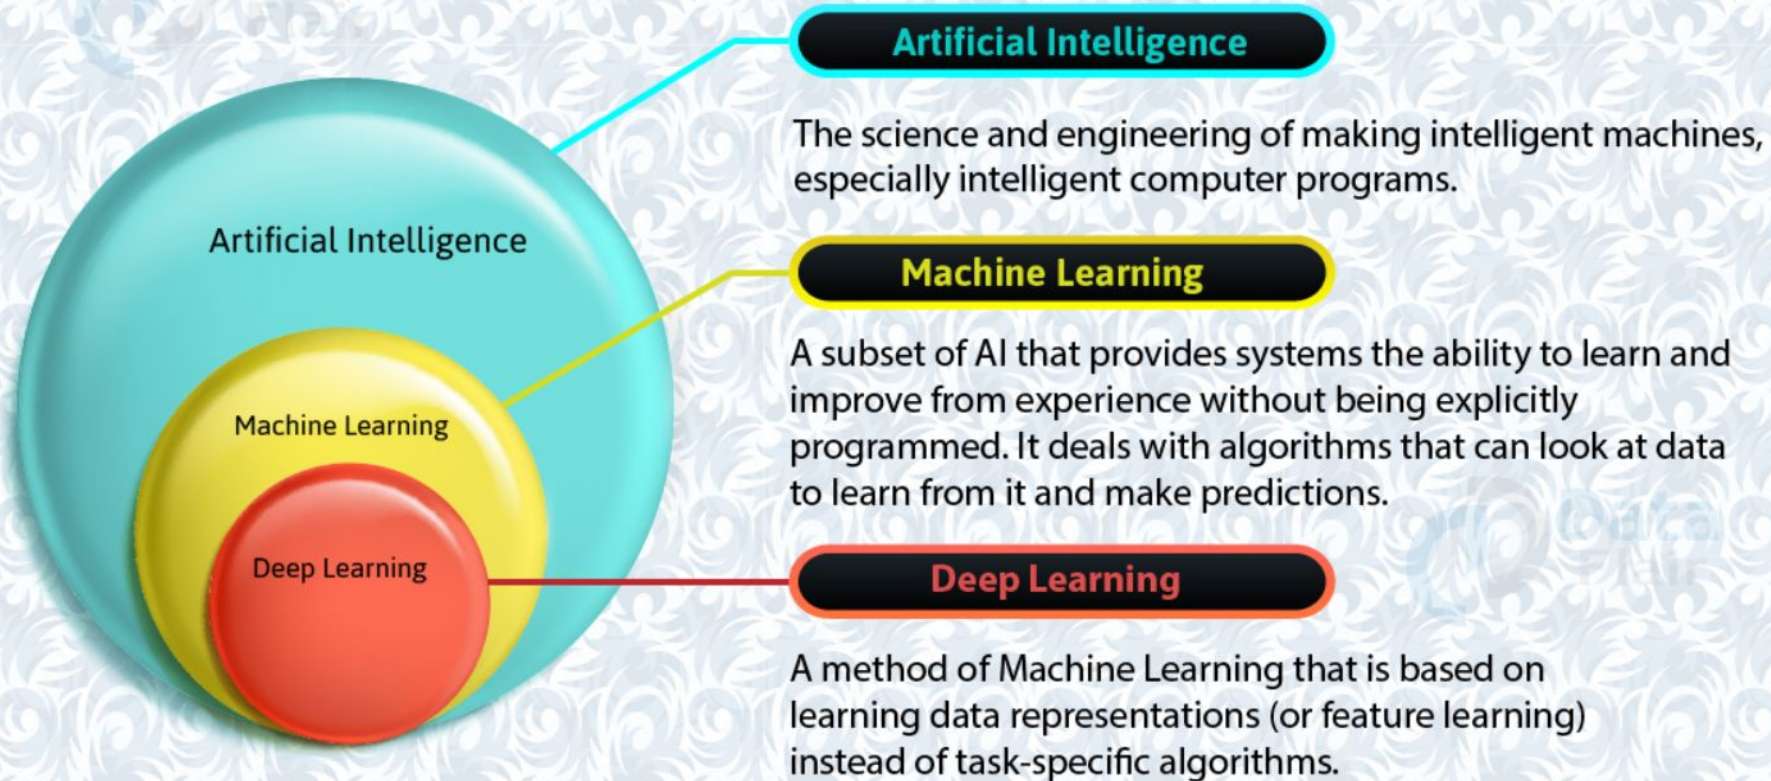 Artificial Intelligence
The science and engineering of making intelligent machines,
especially intelligent computer programs.
Artificial Intelligence
Machine Learning
A subset of AI that provides systems the ability to learn and
improve from experience without being explicitly
programmed. It deals with algorithms that can look at data
to learn from it and make predictions.
Machine Learning
Deep Learning
Deep Learning
A method of Machine Learning that is based on
learning data representations (or feature learning)
instead of task-specific algorithms.
Data
Flair
Flair